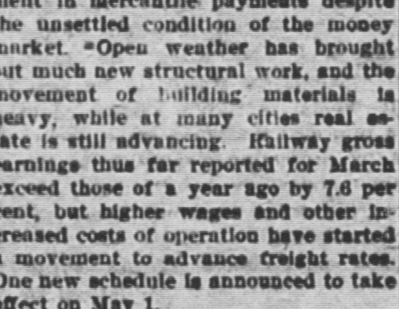 ment in mercantile payments despite
the unsettled condition of the money
market. "Open weather has brought
out much new structural work, and the
movement of building materials is
heavy, while at many cities real es-
tate is still advancing. Railway gross
earnings thus far reported for March
exceed those of a year ago by 7.6 per
cent, but higher wages and other in-
creased costs of operation have started
a movement to advance freight rates.
One new schedule is announced to take
effect on May 1.